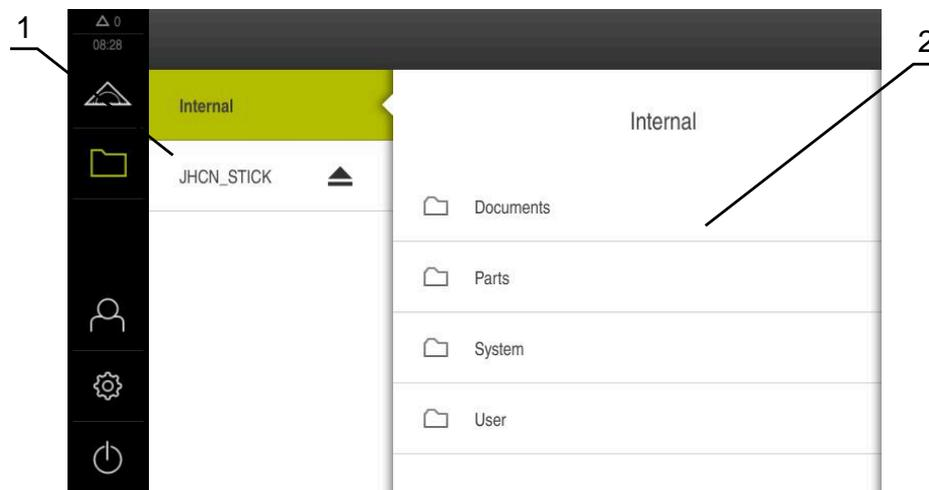 1
0
08:28
2
Internal
JHCN_STICK
Internal
Documents
Parts
System
User